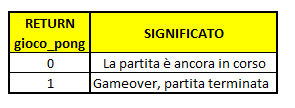 RETURN
gioco_pong
SIGNIFICATO
0
La partita è ancora in corso
1
Gameover, partita terminata